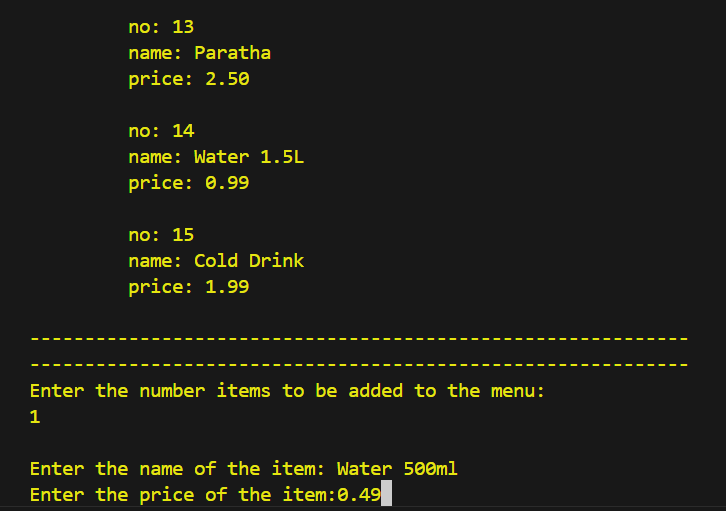 no: 13
name: Paratha
price: 2.50
no: 14
name: Water 1.5L
price: 0.99
no: 15
name: Cold Drink
price: 1.99
------------------------------------------------------------
------------------------------------------------------------
Enter the number items to be added to the menu:
1
Enter the name of the item: Water 500ml
Enter the price of the item:0.49